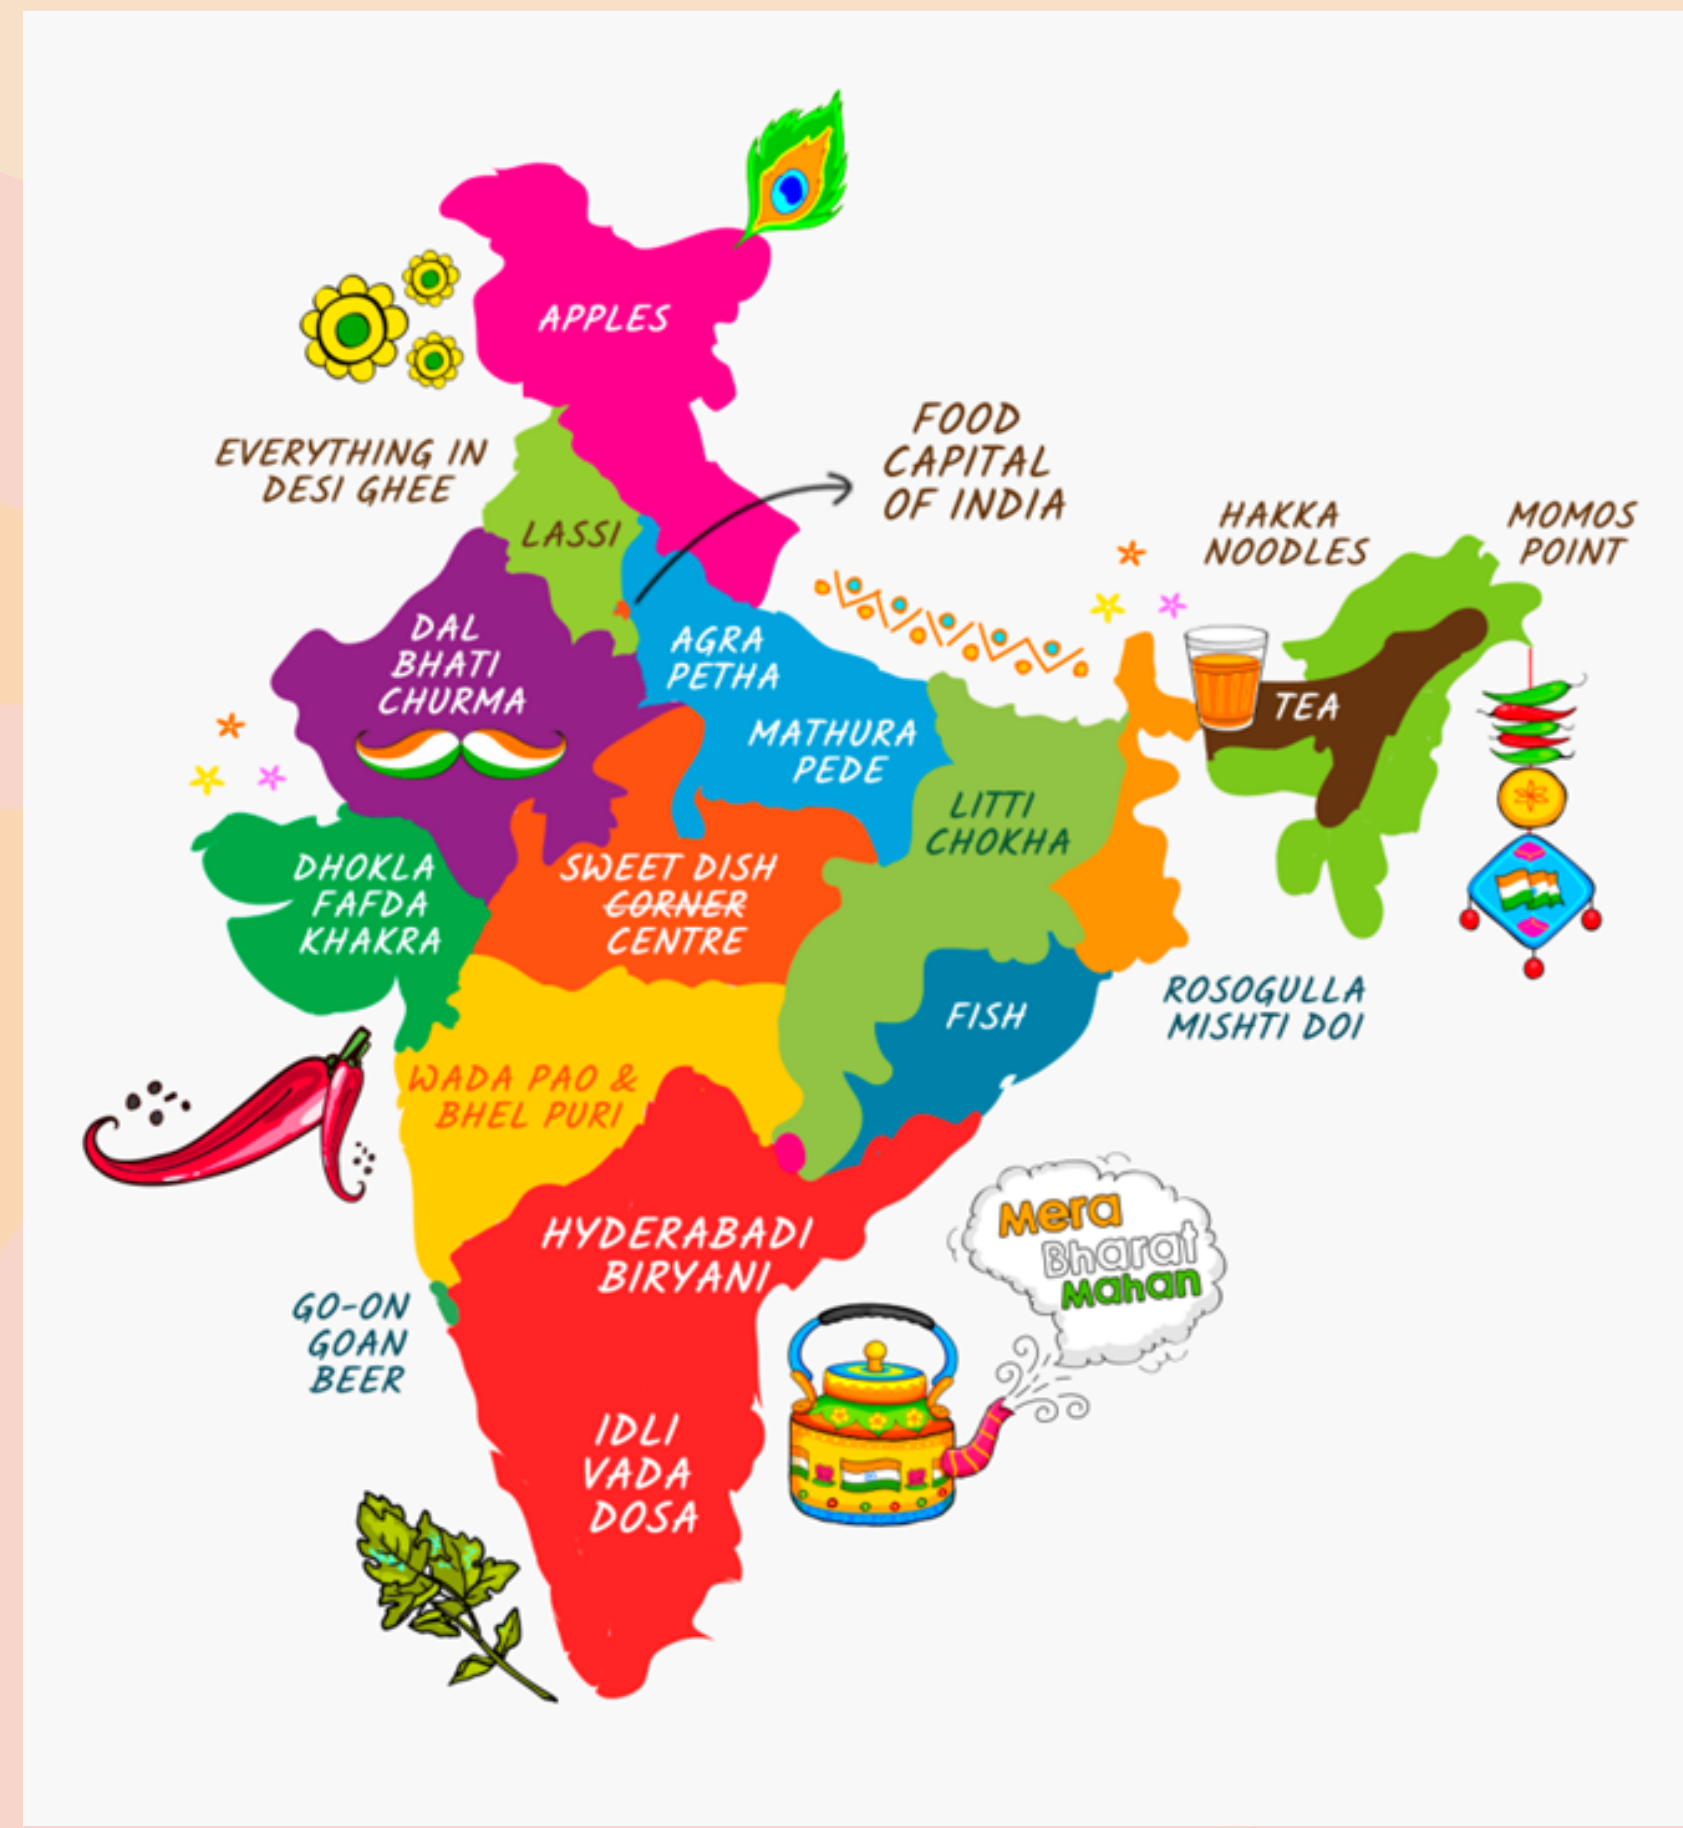 APPLES
EVERYTHING IN
DESI GHEE
FOOD
CAPITAL
OF INDIA
LASSI
HAKKA
NOODLES
MOMOS
POINT
DAL
BHATI
CHURMA
AGRA
PETHA
MATHURA
PEDE
TEA
LITTI
CHOKHA
DHOKLA
FAFDA
KHAKRA
SWEET DISH
CORNER
CENTRE
ROSOGULLA
MISHTI DOI
FISH
WADA PAO &
BHEL PURI
HYDERABADI
BIRYANI
Mera
Bharat
Mahan
GO-ON
GOAN
BEER
IDLI
VADA
DOSA